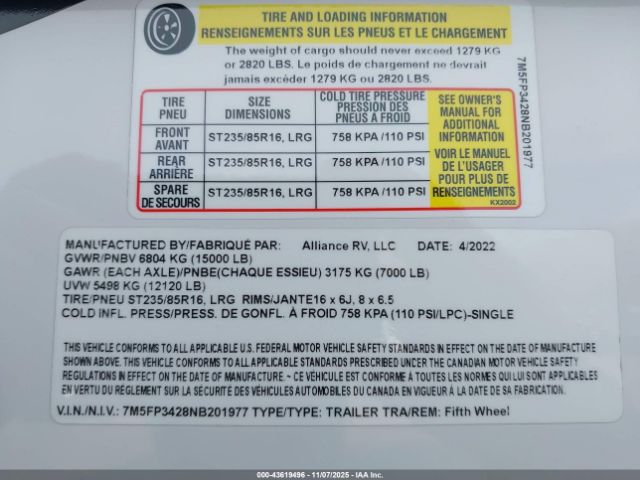 TIRE AND LOADING INFORMATION
RENSEIGNEMENTS SUR LES PNEUS ET LE CHARGEMENT
The weight of cargo should never exceed 1279 KG
or 2820 LBS. Le poids de chargement ne devrait
jamais excéder 1279 KG ou 2820 LBS.
7M5FP3428NB201977
TIRE PNEU
SIZE DIMENSIONS
COLD TIRE PRESSURE PRESSION DES PNEUS A FROID
SEE OWNER'S MANUAL FOR ADDITIONAL INFORMATION
VOIR LE MANUEL DE L'USAGER POUR PLUS DE RENSEIGNEMENTS
FRONT AVANT ST235/85R16, LRG 758 KPA /110 PSI
REAR ARRIÈRE ST235/85R16, LRG 758 KPA /110 PSI
SPARE DE SECOURS ST235/85R16, LRG 758 KPA /110 PSI
KX2002
MANUFACTURED BY/FABRIQUÉ PAR: Alliance RV, LLC DATE: 4/2022
GVWR/PNBV 6804 KG (15000 LB)
GAWR (EACH AXLE)/PNBE(CHAQUE ESSIEU) 3175 KG (7000 LB)
UVW 5498 KG (12120 LB)
TIRE/PNEU ST235/85R16, LRG RIMS/JANTE16 x 6J, 8 x 6.5
COLD INFL. PRESS/PRESS. DE GONFL. À FROID 758 KPA (110 PSI/LPC)-SINGLE
THIS VEHICLE CONFORMS TO ALL APPLICABLE U.S. FEDERAL MOTOR VEHICLE SAFETY STANDARDS IN EFFECT ON THE DATE OF MANUFACTURE
SHOWN ABOVE. THIS VEHICLE CONFORMS TO ALL APPLICABLE STANDARDS PRESCRIBED UNDER THE CANADIAN MOTOR VEHICLE SAFETY
REGULATIONS IN EFFECT ON THE DATE OF MANUFACTURE.~ CE VÉHICULE EST CONFORME A TOUTES LES NORMES QUI LUI SONT APPLICABLES
EN VERTU DU RÈGLEMENT SUR LA SÉCURITÉ DES VÉHICULES AUTOMOBILES DU CANADA EN VIGUEUR À LA DATE DE SA FABRICATION
V.I.N./N.I.V.: 7M5FP3428NB201977 TYPE/TYPE: TRAILER TRA/REM: Fifth Wheel
000-43619496 - 11/07/2025 - IAAI.CA